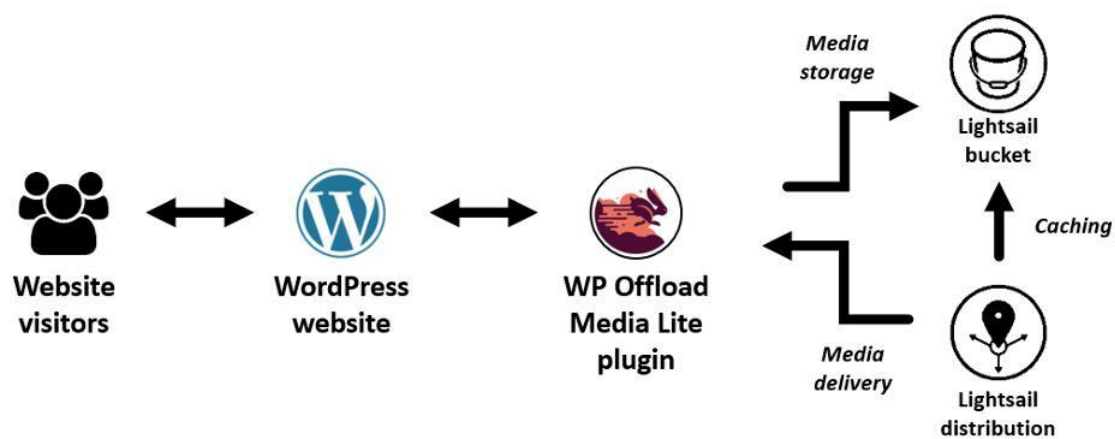 Website
visitors
WordPress
website
WP Offload
Media Lite
plugin
Media
storage
Lightsail
bucket
Caching
Media
delivery
Lightsail
distribution